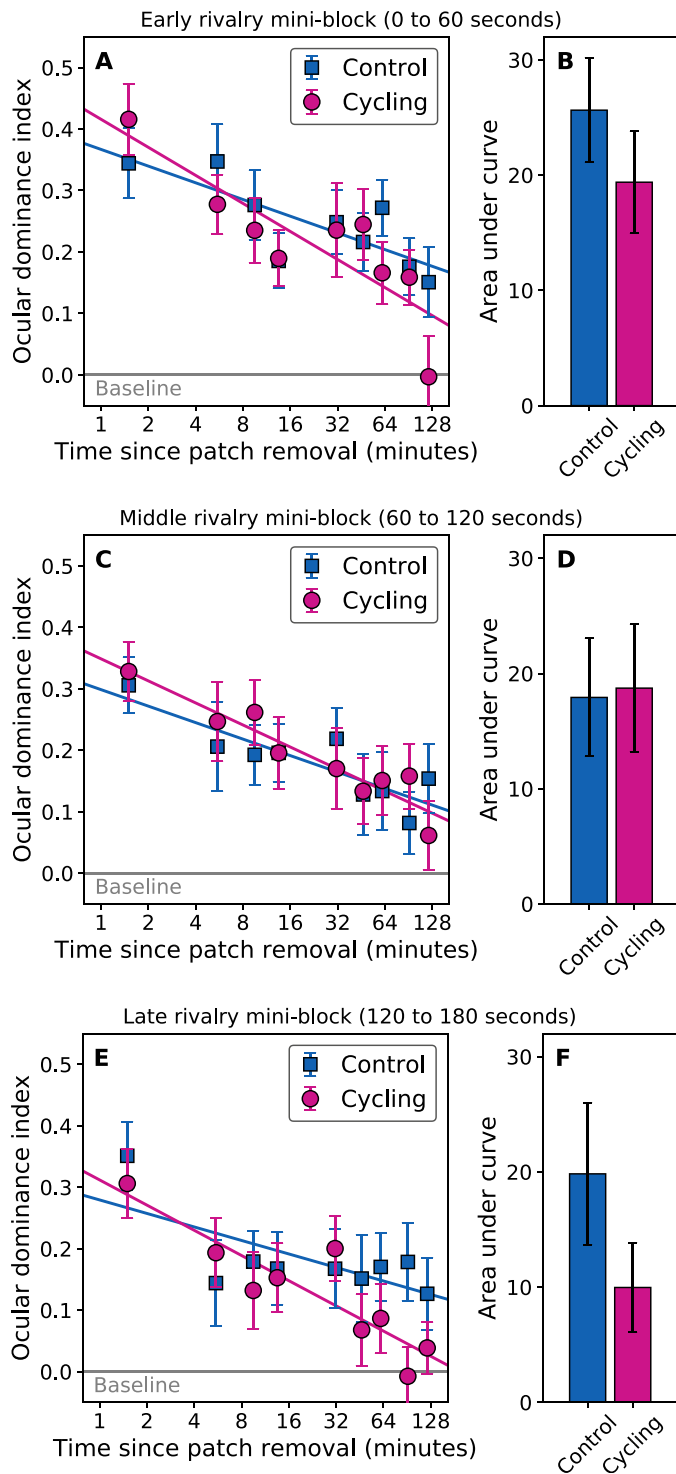 Early rivalry mini-block (0 to 60 seconds)
A
Control
Cycling
Ocular dominance index
0.5
0.4
0.3
0.2
0.1
0.0
Baseline
1 2 4 8 16 32 64 128
Time since patch removal (minutes)
B
Area under curve
30
20
10
0
Control
Cycling
Middle rivalry mini-block (60 to 120 seconds)
C
Control
Cycling
Ocular dominance index
0.5
0.4
0.3
0.2
0.1
0.0
Baseline
1 2 4 8 16 32 64 128
Time since patch removal (minutes)
D
Area under curve
30
20
10
0
Control
Cycling
Late rivalry mini-block (120 to 180 seconds)
E
Control
Cycling
Ocular dominance index
0.5
0.4
0.3
0.2
0.1
0.0
Baseline
1 2 4 8 16 32 64 128
Time since patch removal (minutes)
F
Area under curve
30
20
10
0
Control
Cycling